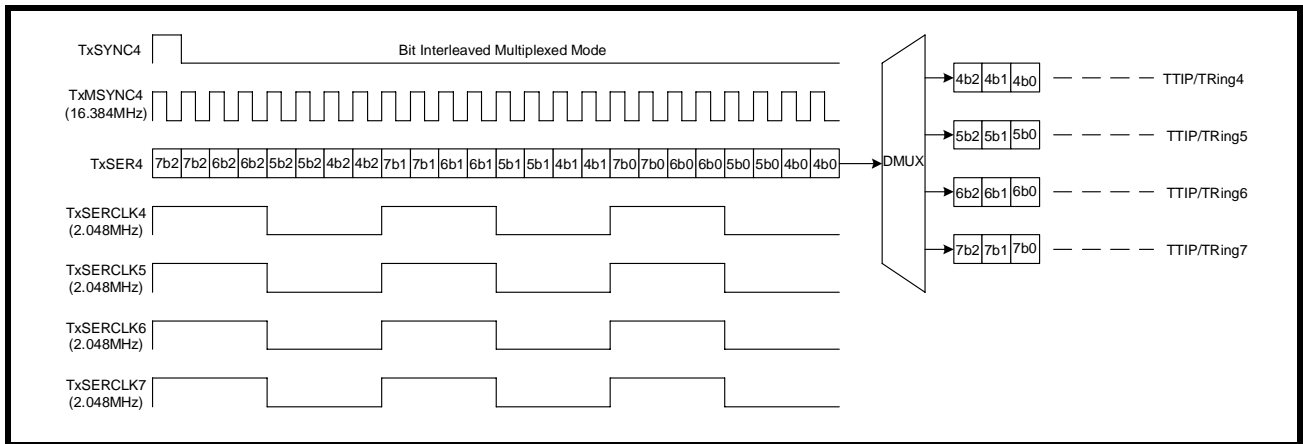 TxSYNC4
Bit Interleaved Multiplexed Mode
TxMSYNC4
(16.384MHz)
TxSER4
7b2 7b2 6b2 6b2 5b2 5b2 4b2 4b2 7b1 7b1 6b1 6b1 5b1 5b1 4b1 4b1 7b0 7b0 6b0 6b0 5b0 5b0 4b0 4b0
TxSERCLK4
(2.048MHz)
TxSERCLK5
(2.048MHz)
TxSERCLK6
(2.048MHz)
TxSERCLK7
(2.048MHz)
DMUX
4b2 4b1 4b0
TTIP/TRing4
5b2 5b1 5b0
TTIP/TRing5
6b2 6b1 6b0
TTIP/TRing6
7b2 7b1 7b0
TTIP/TRing7